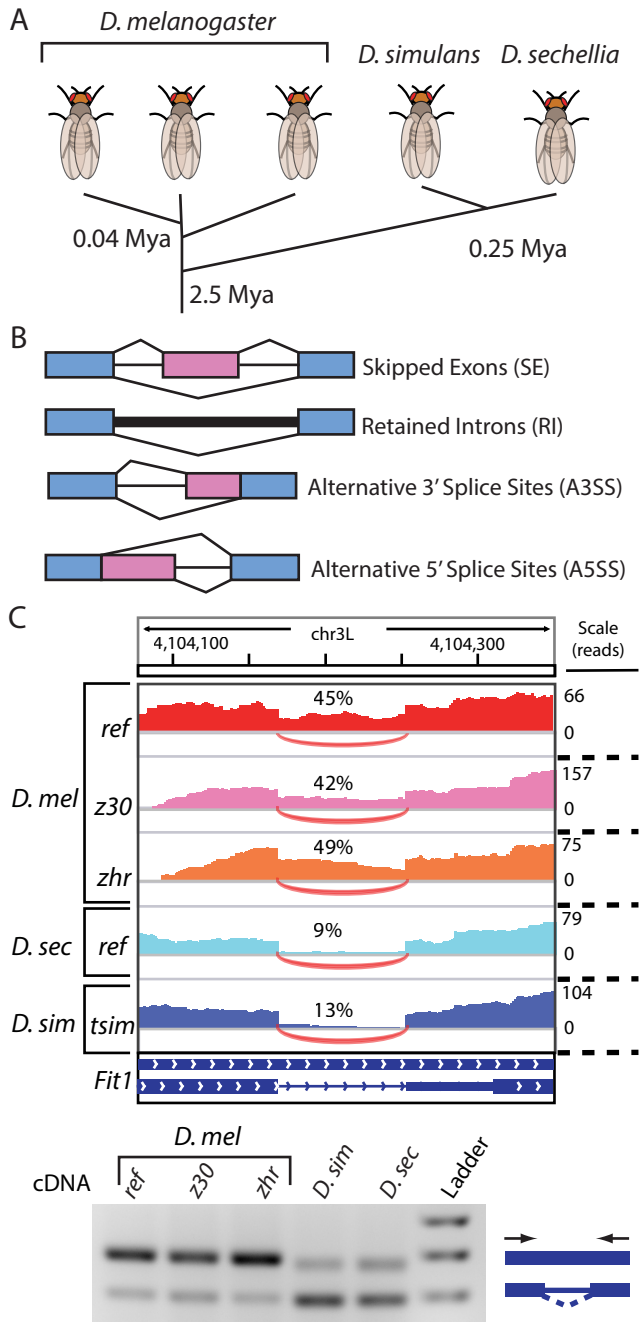 A
D. melanogaster
D. simulans
D. sechellia
0.04 Mya
0.25 Mya
2.5 Mya
B
Skipped Exons (SE)
Retained Introns (RI)
Alternative 3' Splice Sites (A3SS)
Alternative 5' Splice Sites (A5SS)
C
chr3L
4,104,100
4,104,300
Scale
(reads)
D. mel
ref
45%
66
0
z30
42%
157
0
zhr
49%
75
0
D. sec
ref
9%
79
0
D. sim
tsim
13%
104
0
Fit1
D. mel
cDNA
ref
z30
zhr
D. sim
D. sec
Ladder